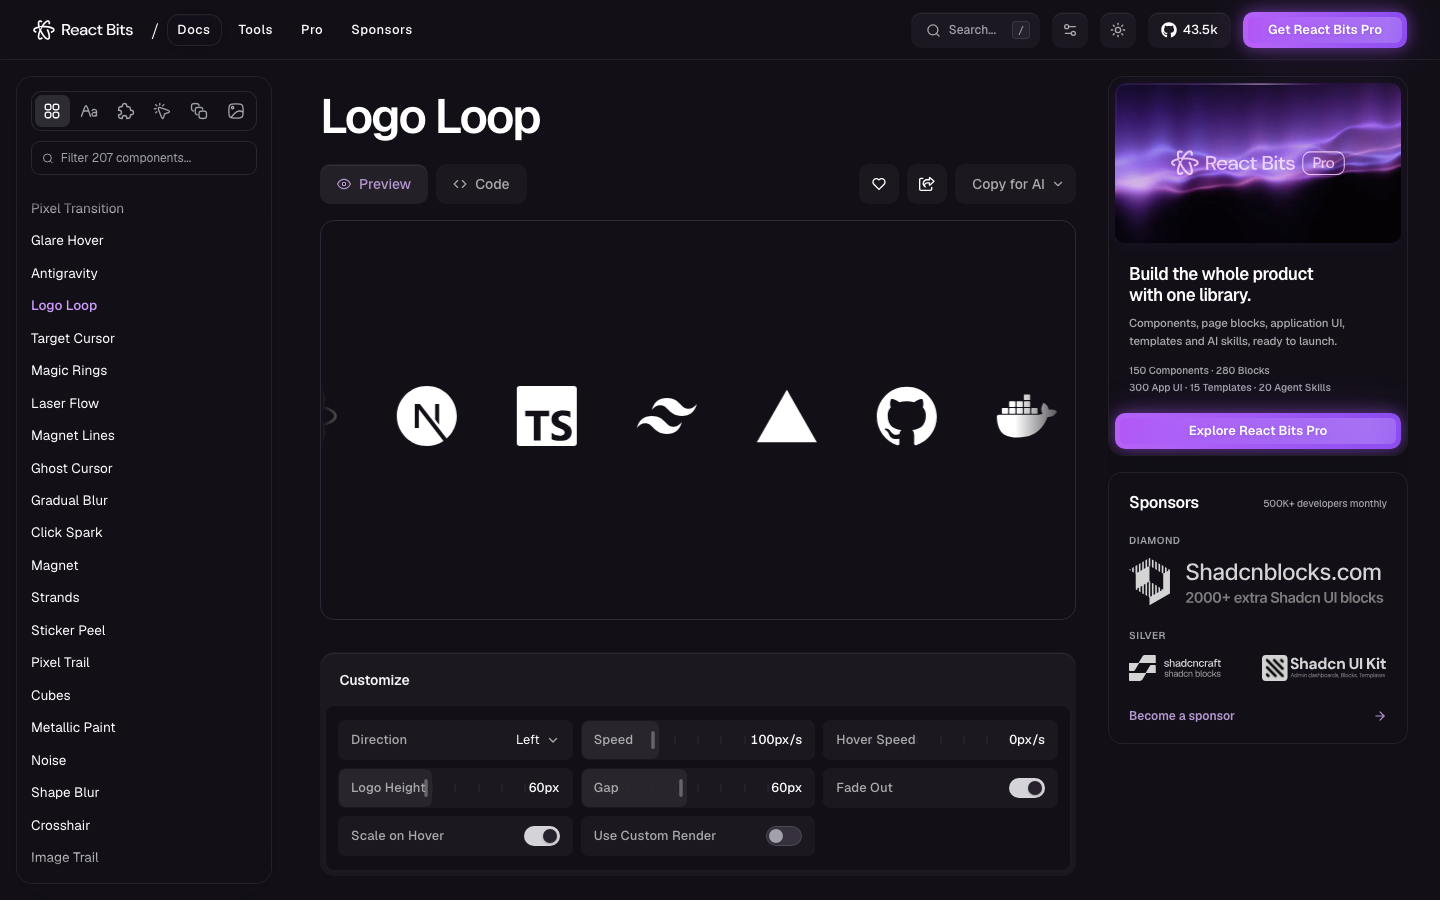 React Bits / Docs Tools Pro Sponsors Search... / 43.5k Get React Bits Pro
Aa
Filter 207 components...
Pixel Transition
Glare Hover
Antigravity
Logo Loop
Target Cursor
Magic Rings
Laser Flow
Magnet Lines
Ghost Cursor
Gradual Blur
Click Spark
Magnet
Strands
Sticker Peel
Pixel Trail
Cubes
Metallic Paint
Noise
Shape Blur
Crosshair
Image Trail
Logo Loop
Preview Code Copy for AI
N TS
Customize
Direction Left Speed 100px/s Hover Speed 0px/s
Logo Height 60px Gap 60px Fade Out
Scale on Hover Use Custom Render
React Bits Pro
Build the whole product
with one library.
Components, page blocks, application UI,
templates and AI skills, ready to launch.
150 Components · 280 Blocks
300 App UI · 15 Templates · 20 Agent Skills
Explore React Bits Pro
Sponsors 500K+ developers monthly
DIAMOND
Shadcnblocks.com
2000+ extra Shadcn UI blocks
SILVER
shadcncraft
shadcn blocks
Shadcn UI Kit
Admin dashboards, Blocks, Templates
Become a sponsor